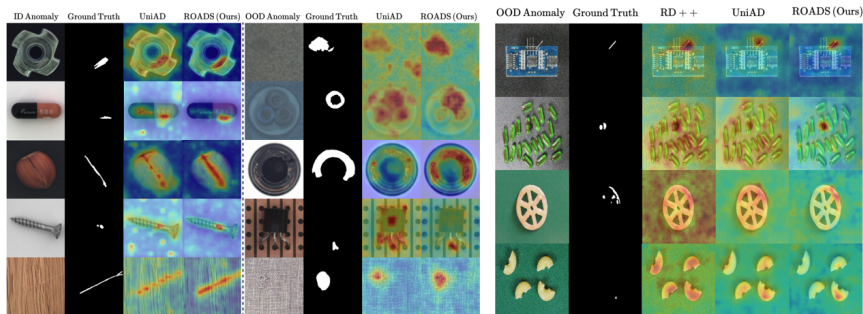 ID Anomaly Ground Truth UniAD ROADS (Ours) OOD Anomaly Ground Truth UniAD ROADS (Ours)
OOD Anomaly Ground Truth RD ++ UniAD ROADS (Ours)